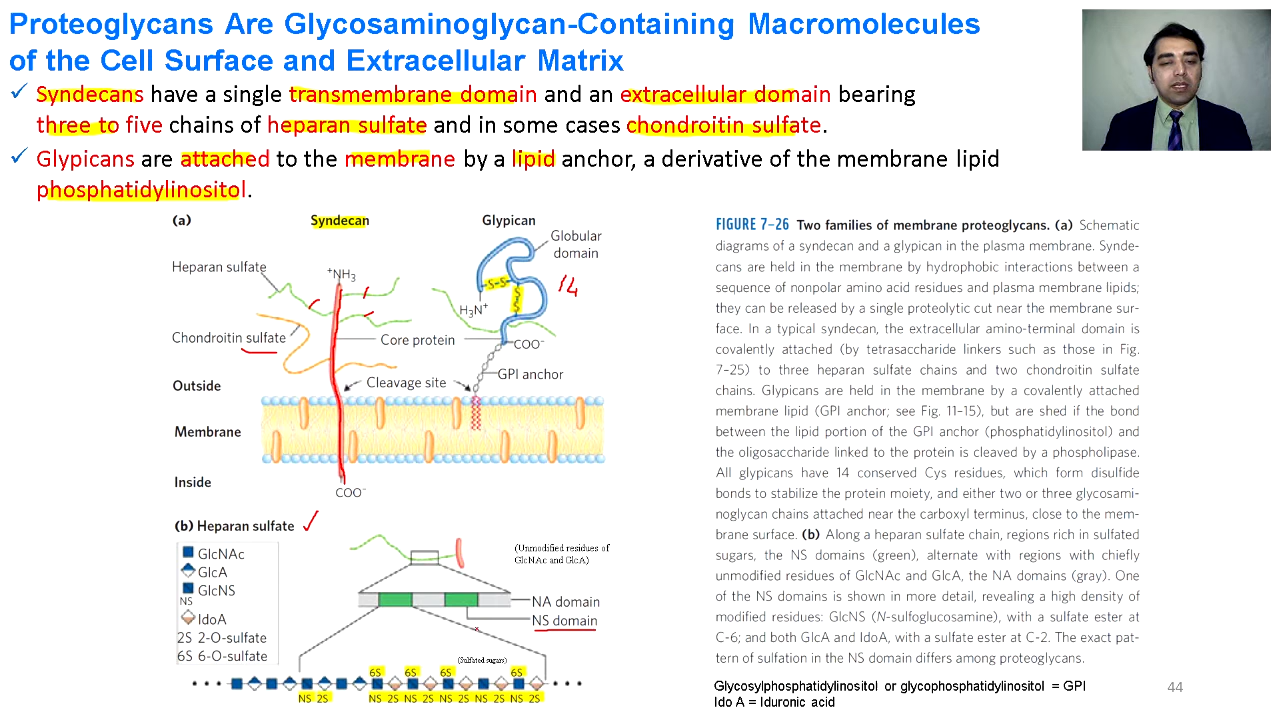 Proteoglycans Are Glycosaminoglycan-Containing Macromolecules
of the Cell Surface and Extracellular Matrix
✓ Syndecans have a single transmembrane domain and an extracellular domain bearing
three to five chains of heparan sulfate and in some cases chondroitin sulfate.
✓ Glypicans are attached to the membrane by a lipid anchor, a derivative of the membrane lipid
phosphatidylinositol.
(a)
Syndecan
Glypican
Globular
domain
Heparan sulfate
⁺NH₃
S-S
S-S
14
H₃N⁺
Chondroitin sulfate
Core protein
COO⁻
GPI anchor
Outside
Cleavage site
Membrane
Inside
COO⁻
(b) Heparan sulfate
GlcNAc
GlcA
GlcNS
NS
IdoA
2S 2-O-sulfate
6S 6-O-sulfate
(Unmodified residues of
GlcNAc and GlcA)
NA domain
NS domain
(Sulfated sugars)
6S 6S 6S 6S
NS 2S NS 2S NS 2S NS 2S NS 2S
FIGURE 7–26 Two families of membrane proteoglycans. (a) Schematic
diagrams of a syndecan and a glypican in the plasma membrane. Synde-
cans are held in the membrane by hydrophobic interactions between a
sequence of nonpolar amino acid residues and plasma membrane lipids;
they can be released by a single proteolytic cut near the membrane sur-
face. In a typical syndecan, the extracellular amino-terminal domain is
covalently attached (by tetrasaccharide linkers such as those in Fig.
7–25) to three heparan sulfate chains and two chondroitin sulfate
chains. Glypicans are held in the membrane by a covalently attached
membrane lipid (GPI anchor; see Fig. 11–15), but are shed if the bond
between the lipid portion of the GPI anchor (phosphatidylinositol) and
the oligosaccharide linked to the protein is cleaved by a phospholipase.
All glypicans have 14 conserved Cys residues, which form disulfide
bonds to stabilize the protein moiety, and either two or three glycosami-
noglycan chains attached near the carboxyl terminus, close to the mem-
brane surface. (b) Along a heparan sulfate chain, regions rich in sulfated
sugars, the NS domains (green), alternate with regions with chiefly
unmodified residues of GlcNAc and GlcA, the NA domains (gray). One
of the NS domains is shown in more detail, revealing a high density of
modified residues: GlcNS (N-sulfoglucosamine), with a sulfate ester at
C-6; and both GlcA and IdoA, with a sulfate ester at C-2. The exact pat-
tern of sulfation in the NS domain differs among proteoglycans.
Glycosylphosphatidylinositol or glycophosphatidylinositol = GPI
Ido A = Iduronic acid
44